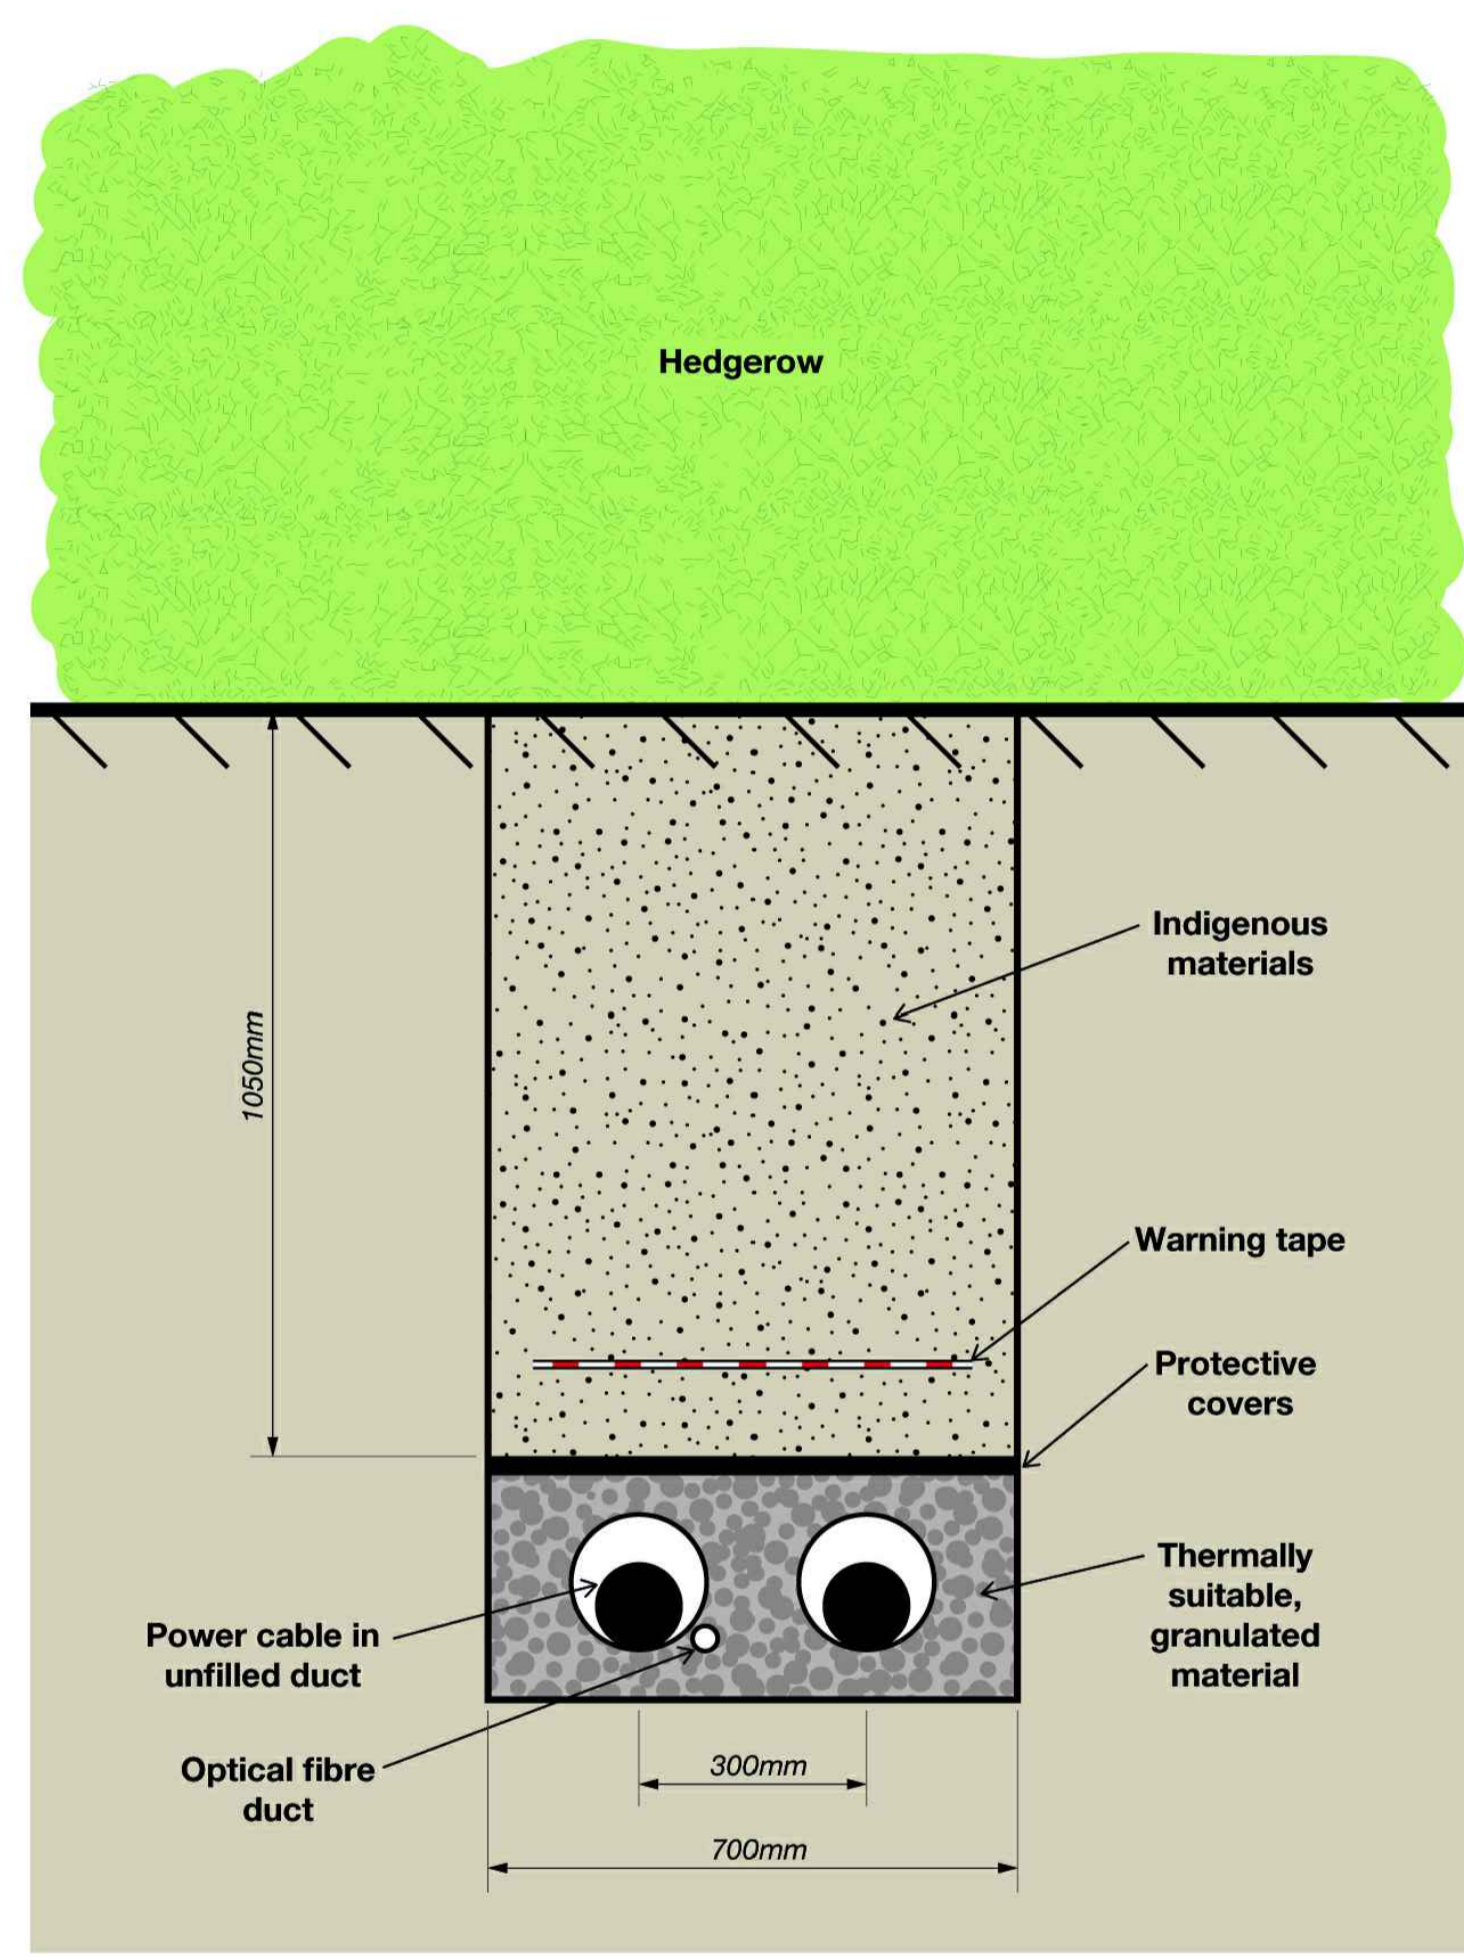 Hedgerow
Indigenous
materials
1050mm
Warning tape
Protective
covers
Thermally
suitable,
granulated
material
Power cable in
unfilled duct
Optical fibre
duct
300mm
700mm